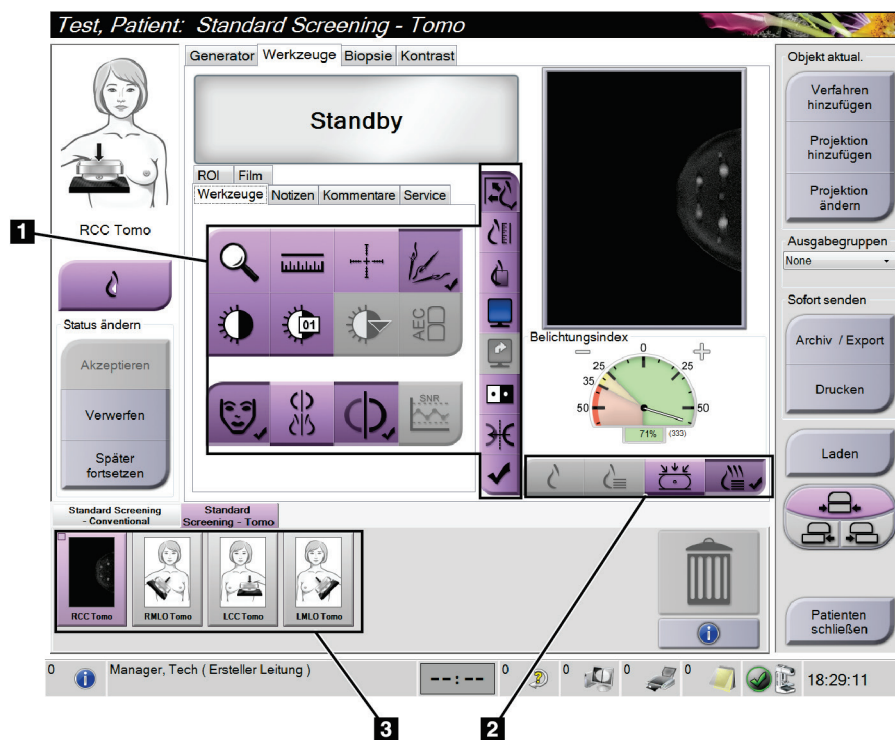 Test, Patient:  Standard Screening - Tomo
Generator Werkzeuge Biopsie Kontrast
Standby
ROI Film
Werkzeuge Notizen Kommentare Service
RCC Tomo
1
01
AEC
SNR
Status ändern
Akzeptieren
Verwerfen
Später
fortsetzen
Belichtungsindex
0
25 25
35
50 50
71% (333)
Objekt aktual.
Verfahren
hinzufügen
Projektion
hinzufügen
Projektion
ändern
Ausgabegruppen
None
Sofort senden
Archiv / Export
Drucken
Laden
Patienten
schließen
Standard Screening
- Conventional
Standard
Screening - Tomo
RCC Tomo RMLO Tomo LCC Tomo LMLO Tomo
0 Manager, Tech ( Ersteller Leitung ) --:-- 0 0 0 0 18:29:11
3 2